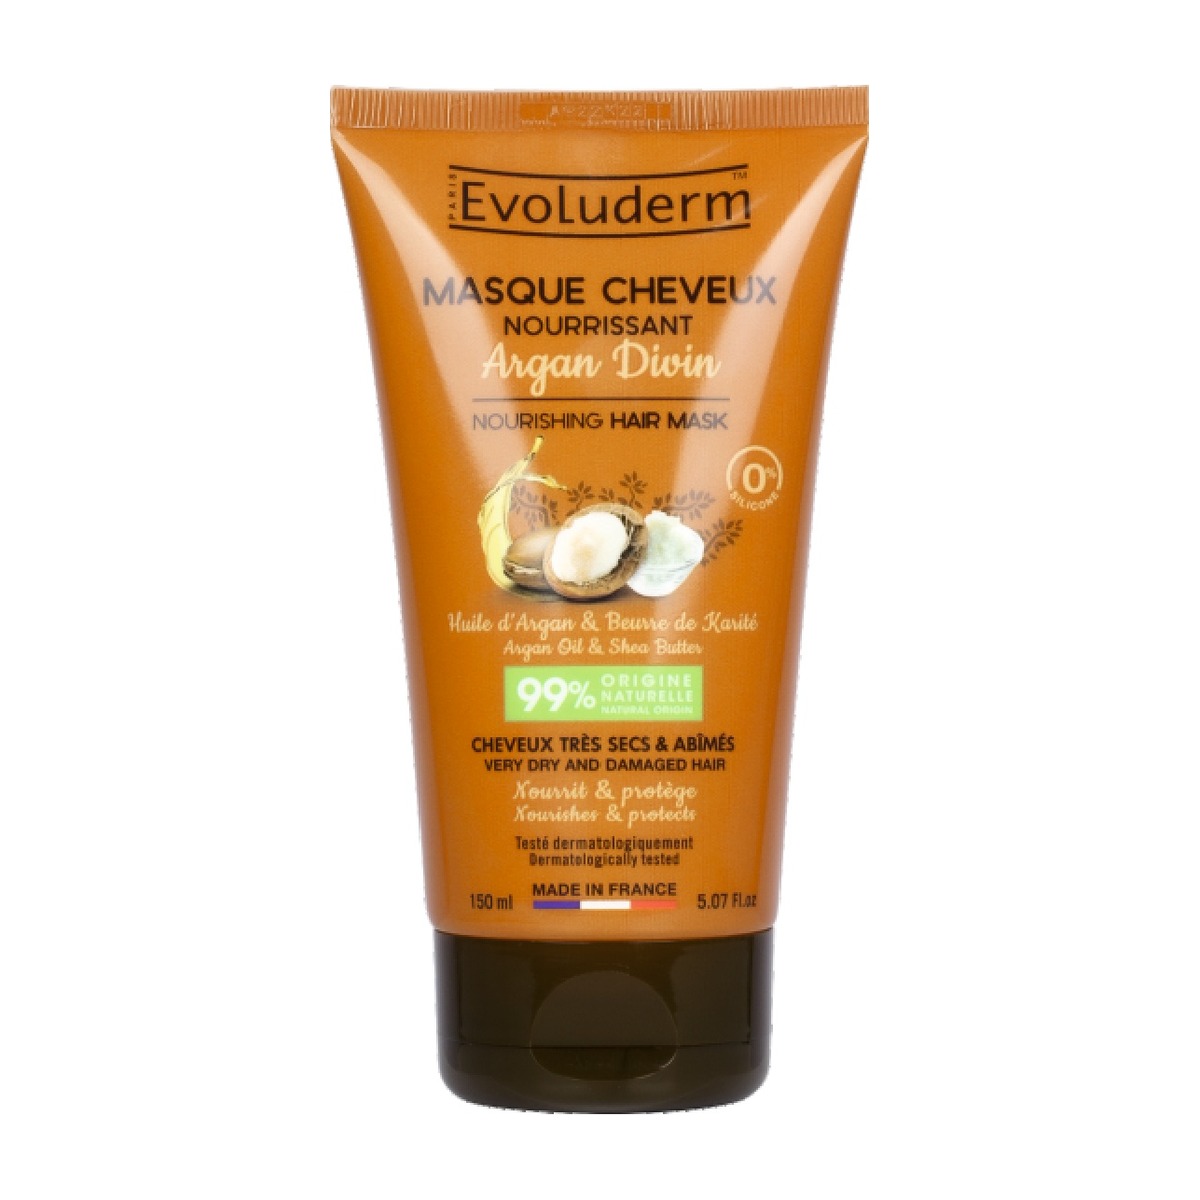 PARIS Evoluderm™
MASQUE CHEVEUX
NOURRISSANT
Argan Divin
NOURISHING HAIR MASK
0%
SILICONE
Huile d'Argan & Beurre de Karité
Argan Oil & Shea Butter
99% ORIGINE
NATURELLE
NATURAL ORIGIN
CHEVEUX TRÈS SECS & ABÎMÉS
VERY DRY AND DAMAGED HAIR
Nourrit & protège
Nourishes & protects
Testé dermatologiquement
Dermatologically tested
MADE IN FRANCE
150 ml 5.07 Fl.oz